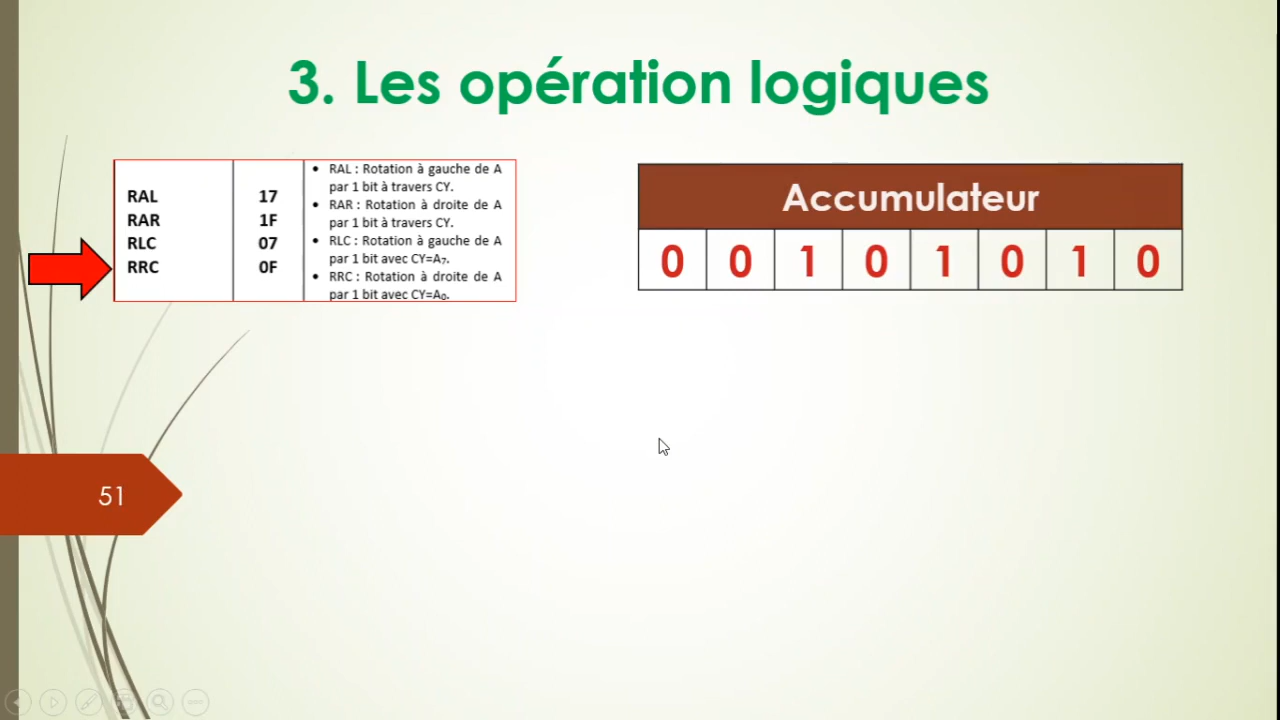 3. Les opération logiques
RAL 17
RAR 1F
RLC 07
RRC 0F
• RAL : Rotation à gauche de A
par 1 bit à travers CY.
• RAR : Rotation à droite de A
par 1 bit à travers CY.
• RLC : Rotation à gauche de A
par 1 bit avec CY=A₇.
• RRC : Rotation à droite de A
par 1 bit avec CY=A₀.
Accumulateur
0 0 1 0 1 0 1 0
51